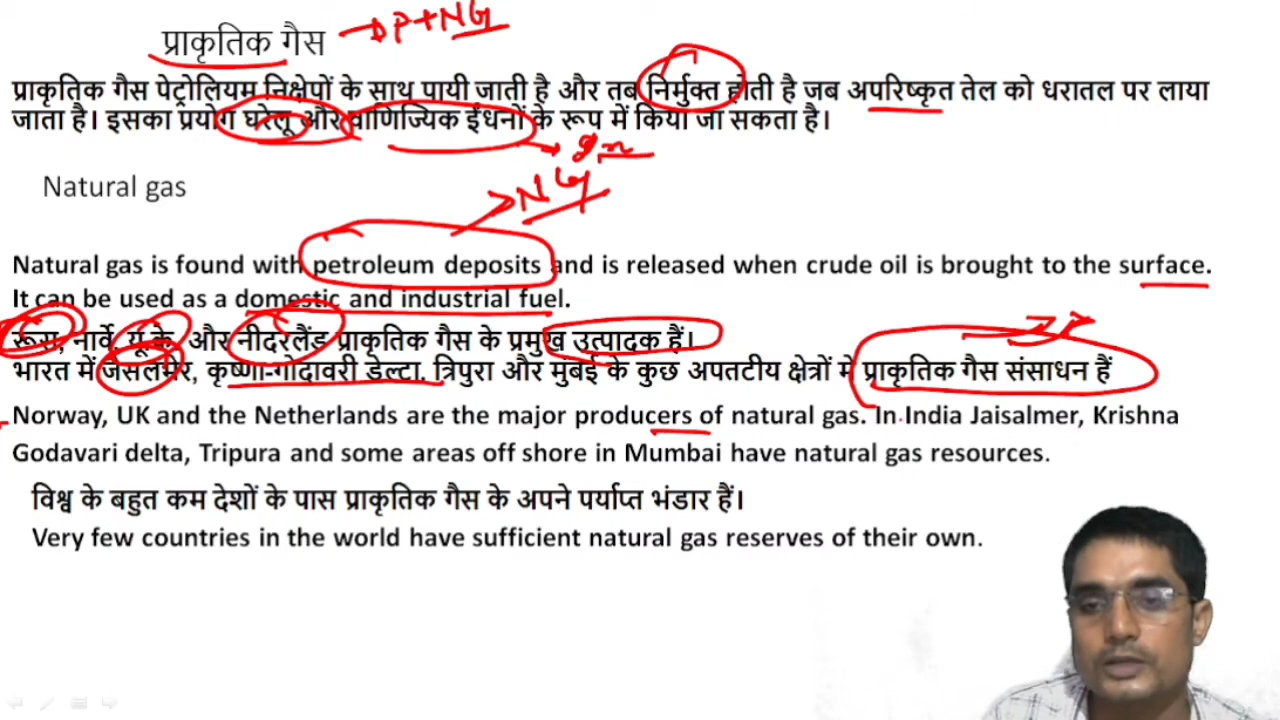 प्राकृतिक गैस → P+NG
प्राकृतिक गैस पेट्रोलियम निक्षेपों के साथ पायी जाती है और तब निर्मुक्त होती है जब अपरिष्कृत तेल को धरातल पर लाया
जाता है। इसका प्रयोग घरेलू और वाणिज्यिक ईंधनों के रूप में किया जा सकता है।
Natural gas
NG
Natural gas is found with petroleum deposits and is released when crude oil is brought to the surface.
It can be used as a domestic and industrial fuel.
रूस, नार्वे, यू.के. और नीदरलैंड प्राकृतिक गैस के प्रमुख उत्पादक हैं।
भारत में जैसलमेर, कृष्णा-गोदावरी डेल्टा, त्रिपुरा और मुंबई के कुछ अपतटीय क्षेत्रों में प्राकृतिक गैस संसाधन हैं
Norway, UK and the Netherlands are the major producers of natural gas. In India Jaisalmer, Krishna
Godavari delta, Tripura and some areas off shore in Mumbai have natural gas resources.
विश्व के बहुत कम देशों के पास प्राकृतिक गैस के अपने पर्याप्त भंडार हैं।
Very few countries in the world have sufficient natural gas reserves of their own.